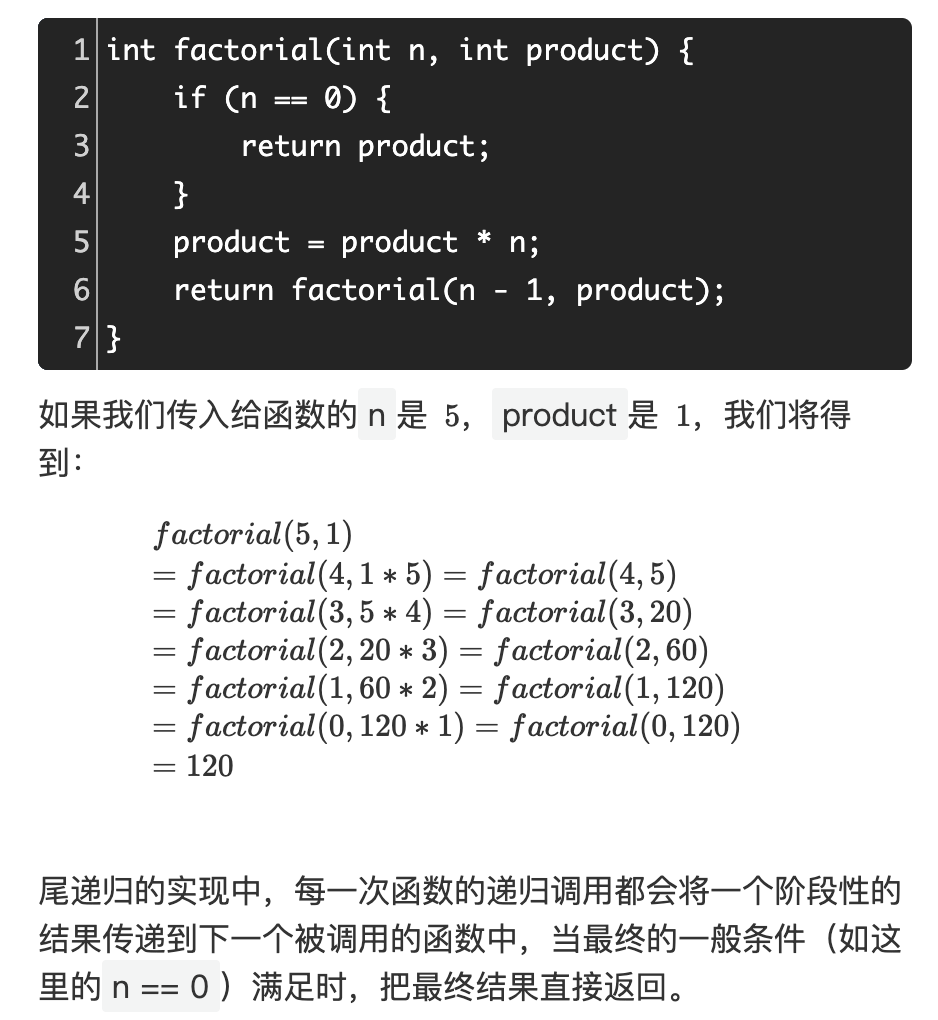 1 int factorial(int n, int product) {
2     if (n == 0) {
3         return product;
4     }
5     product = product * n;
6     return factorial(n - 1, product);
7 }
如果我们传入给函数的 n 是 5， product 是 1，我们将得
到：
factorial(5, 1)
= factorial(4, 1 * 5) = factorial(4, 5)
= factorial(3, 5 * 4) = factorial(3, 20)
= factorial(2, 20 * 3) = factorial(2, 60)
= factorial(1, 60 * 2) = factorial(1, 120)
= factorial(0, 120 * 1) = factorial(0, 120)
= 120
尾递归的实现中，每一次函数的递归调用都会将一个阶段性的
结果传递到下一个被调用的函数中，当最终的一般条件（如这
里的 n == 0 ）满足时，把最终结果直接返回。